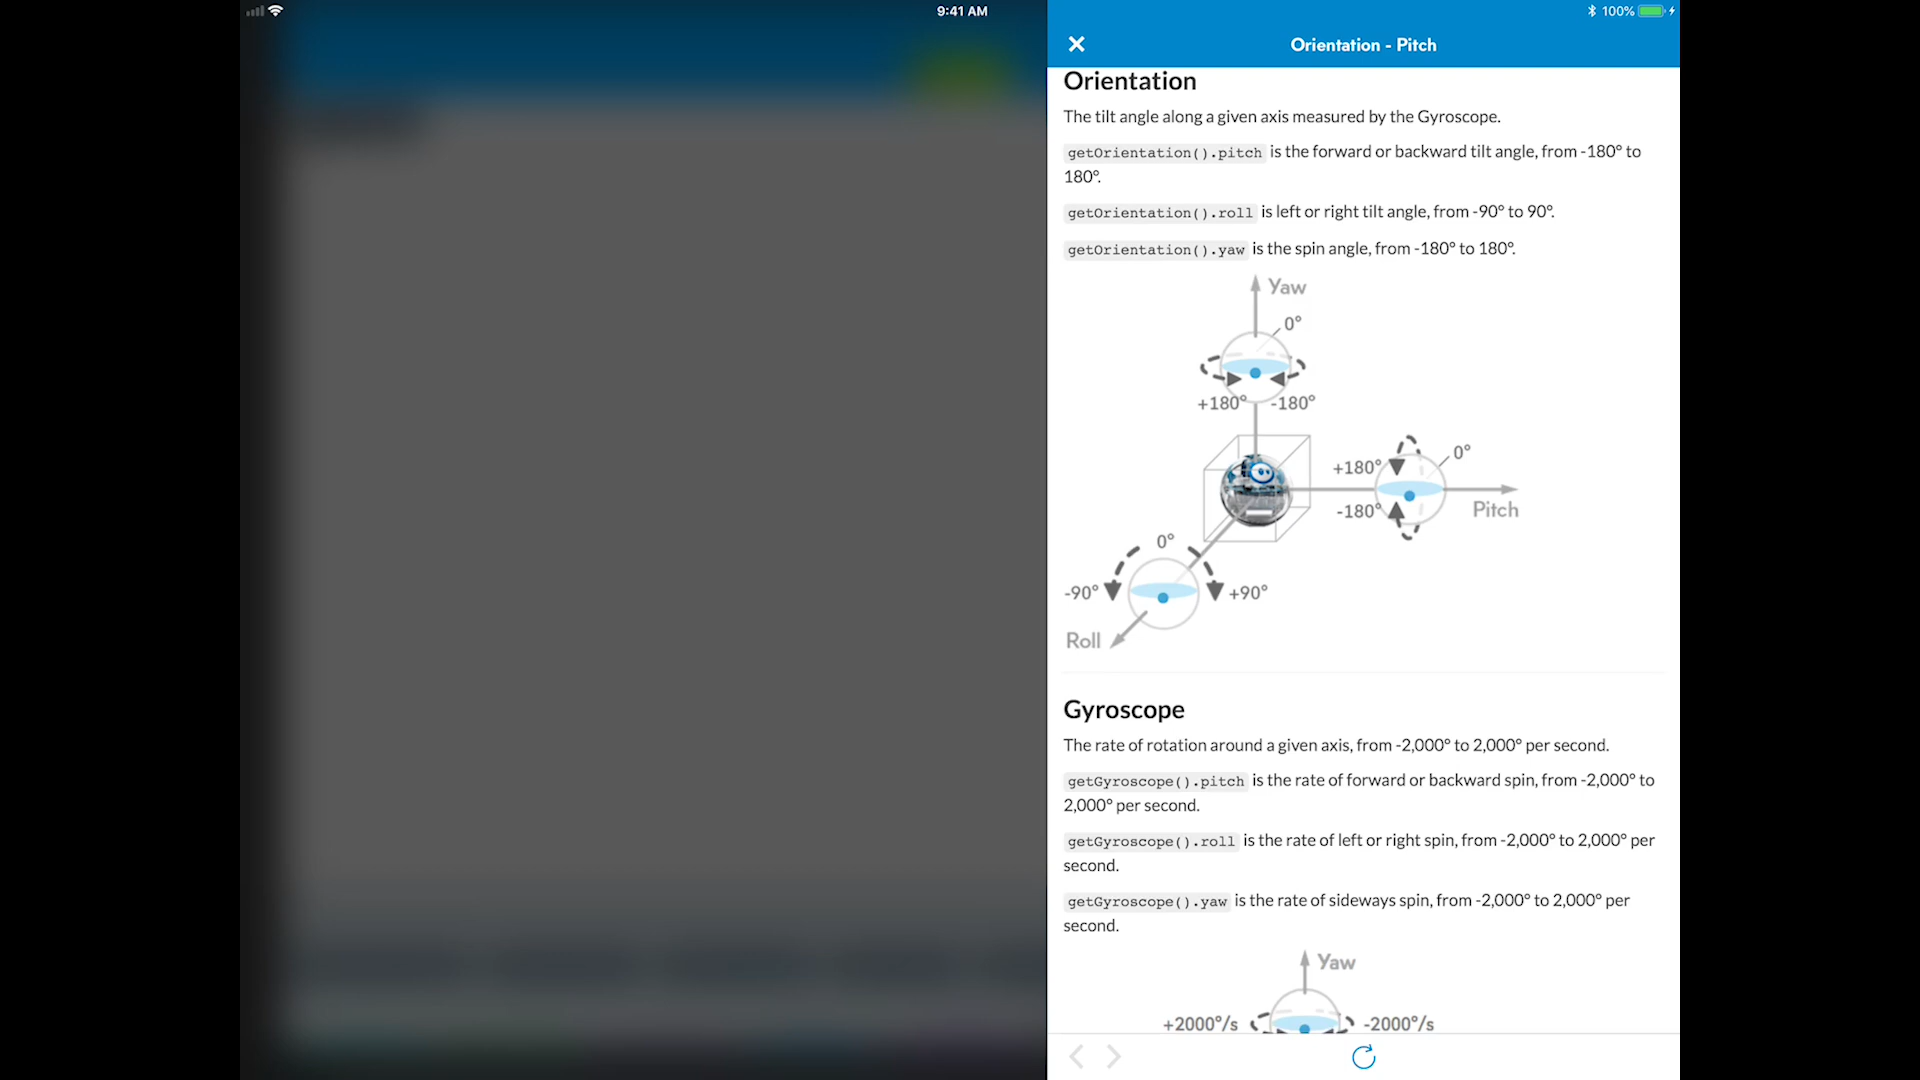 9:41 AM
100%
Orientation - Pitch
Orientation
The tilt angle along a given axis measured by the Gyroscope.
getOrientation().pitch is the forward or backward tilt angle, from -180° to
180°.
getOrientation().roll is left or right tilt angle, from -90° to 90°.
getOrientation().yaw is the spin angle, from -180° to 180°.
Yaw
0°
+180° -180°
0°
+180°
-180°
Pitch
0°
-90°
+90°
Roll
Gyroscope
The rate of rotation around a given axis, from -2,000° to 2,000° per second.
getGyroscope().pitch is the rate of forward or backward spin, from -2,000° to
2,000° per second.
getGyroscope().roll is the rate of left or right spin, from -2,000° to 2,000° per
second.
getGyroscope().yaw is the rate of sideways spin, from -2,000° to 2,000° per
second.
Yaw
+2000°/s -2000°/s